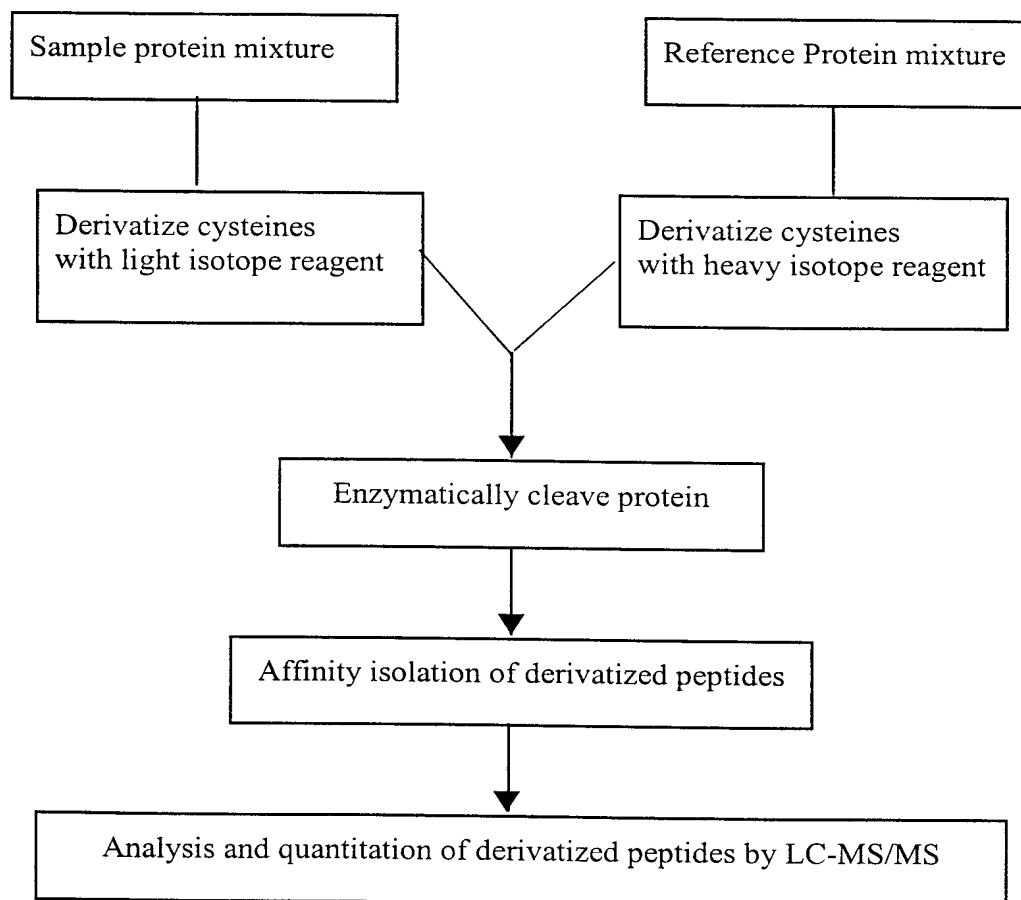 Sample protein mixture
Reference Protein mixture
Derivatize cysteines
with light isotope reagent
Derivatize cysteines
with heavy isotope reagent
Enzymatically cleave protein
Affinity isolation of derivatized peptides
Analysis and quantitation of derivatized peptides by LC-MS/MS